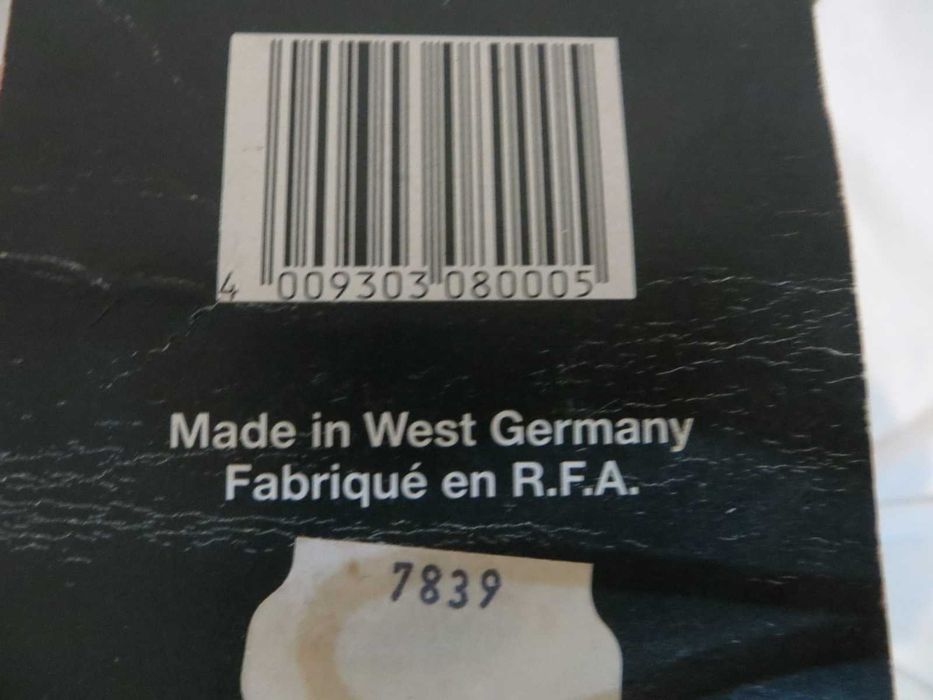 4 009303 080005
Made in West Germany
Fabriqué en R.F.A.
7839